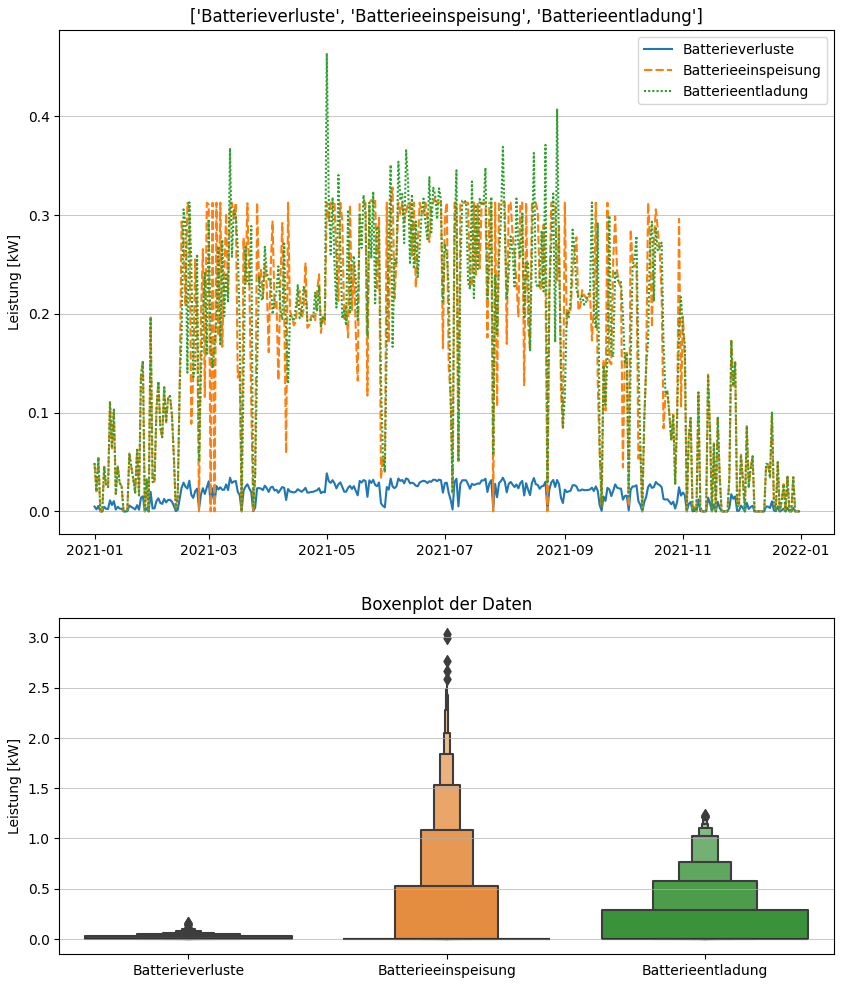 ['Batterieverluste', 'Batterieeinspeisung', 'Batterieentladung']
Batterieverluste
Batterieeinspeisung
Batterieentladung
Leistung [kW]
0.4
0.3
0.2
0.1
0.0
2021-01 2021-03 2021-05 2021-07 2021-09 2021-11 2022-01
Boxenplot der Daten
Leistung [kW]
3.0
2.5
2.0
1.5
1.0
0.5
0.0
Batterieverluste Batterieeinspeisung Batterieentladung